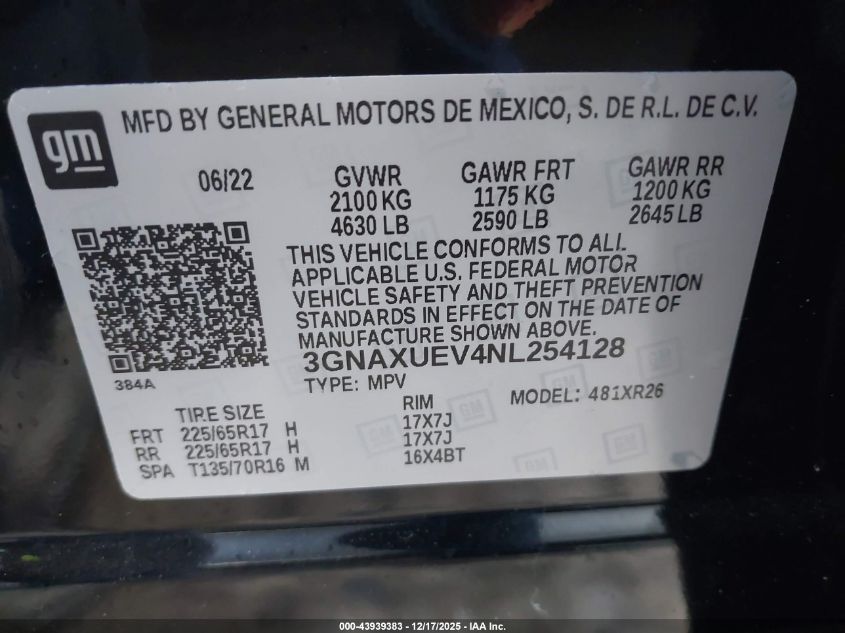 MFD BY GENERAL MOTORS DE MEXICO, S. DE R.L. DE C.V.
gm
06/22 GVWR GAWR FRT GAWR RR
2100 KG 1175 KG 1200 KG
4630 LB 2590 LB 2645 LB
THIS VEHICLE CONFORMS TO ALL
APPLICABLE U.S. FEDERAL MOTOR
VEHICLE SAFETY AND THEFT PREVENTION
STANDARDS IN EFFECT ON THE DATE OF
MANUFACTURE SHOWN ABOVE.
3GNAXUEV4NL254128
384A
TYPE: MPV MODEL: 481XR26
TIRE SIZE RIM
FRT 225/65R17 H 17X7J
RR 225/65R17 H 17X7J
SPA T135/70R16 M 16X4BT
000-43939383 - 12/17/2025 - IAA Inc.